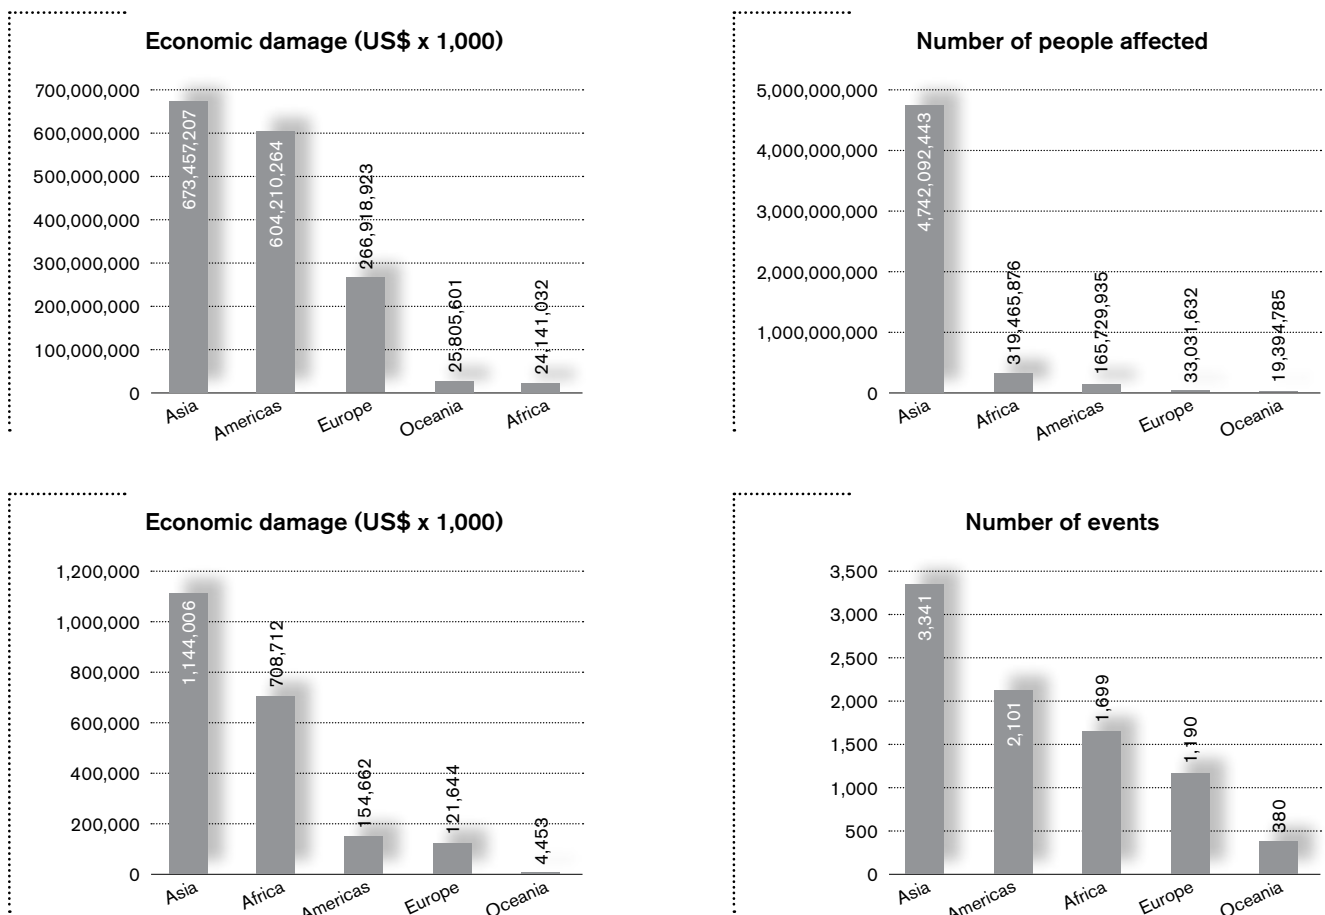 Economic damage (US$ x 1,000)
700,000,000
600,000,000
500,000,000
400,000,000
300,000,000
200,000,000
100,000,000
0
673,457,207
604,210,264
266,918,923
25,805,601
24,141,032
Asia
Americas
Europe
Oceania
Africa
Number of people affected
5,000,000,000
4,000,000,000
3,000,000,000
2,000,000,000
1,000,000,000
0
4,742,092,443
319,465,876
165,729,935
33,031,632
19,394,785
Asia
Africa
Americas
Europe
Oceania
Economic damage (US$ x 1,000)
1,200,000
1,000,000
800,000
600,000
400,000
200,000
0
1,144,006
708,712
154,662
121,644
4,453
Asia
Africa
Americas
Europe
Oceania
Number of events
3,500
3,000
2,500
2,000
1,500
1,000
500
0
3,341
2,101
1,699
1,190
380
Asia
Americas
Africa
Europe
Oceania